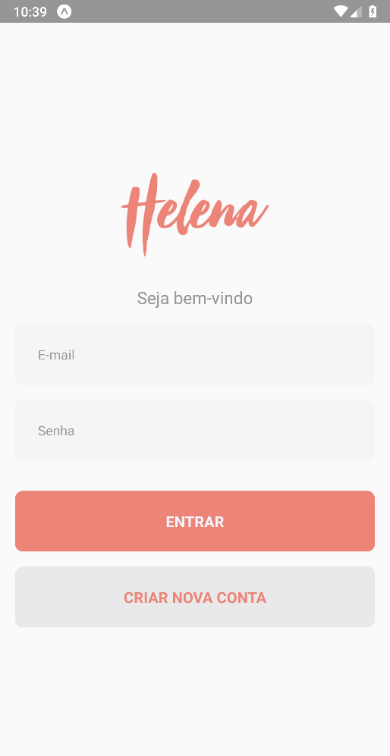 10:39
Helena
Seja bem-vindo
E-mail
Senha
ENTRAR
CRIAR NOVA CONTA